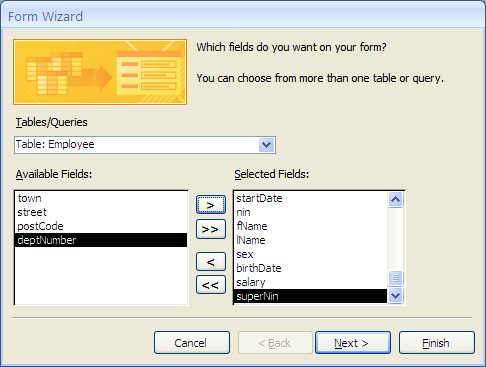 Form Wizard
Which fields do you want on your form?
You can choose from more than one table or query.
Tables/Queries
Table: Employee
Available Fields:
Selected Fields:
town
street
postCode
deptNumber
>
>>
<
<<
startDate
nin
fName
lName
sex
birthDate
salary
superNin
Cancel
< Back
Next >
Finish